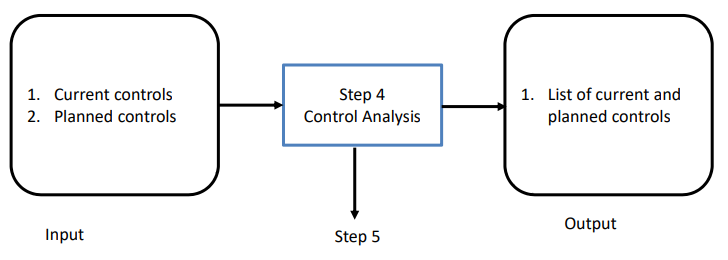 1. Current controls
2. Planned controls
Input
Step 4
Control Analysis
Step 5
1. List of current and
planned controls
Output